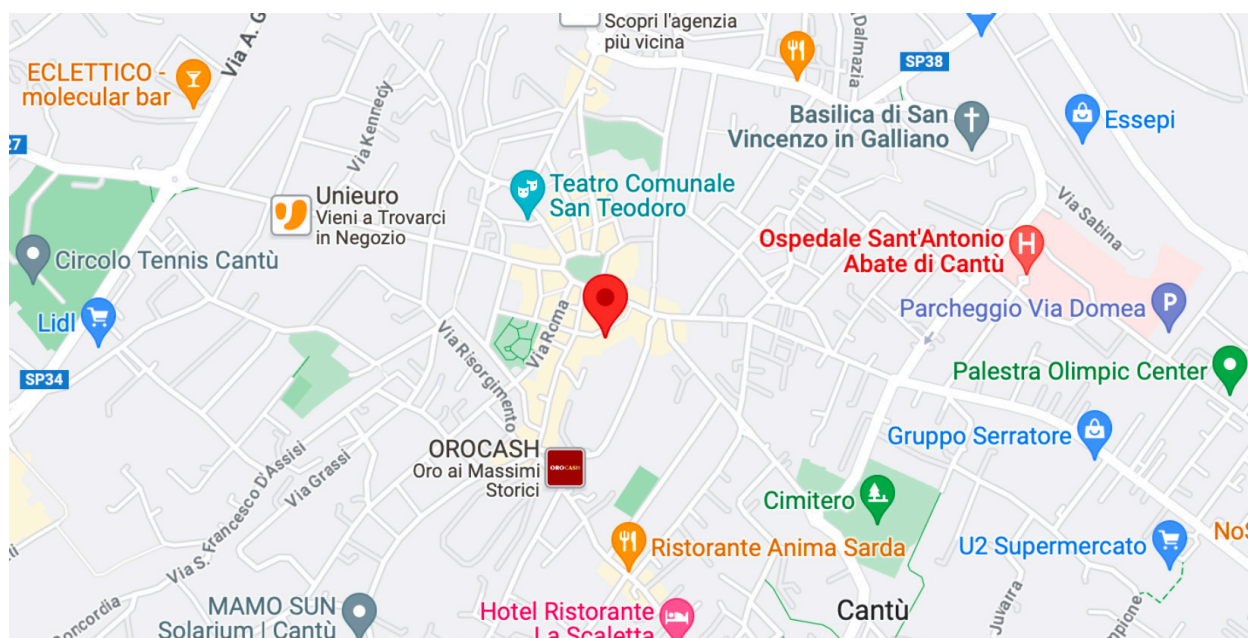 Scopri l'agenzia
più vicina
Via A. G
Dalmazia
SP38
ECLETTICO -
molecular bar
Via Kennedy
Basilica di San
Vincenzo in Galliano
Essepi
27
Unieuro
Vieni a Trovarci
in Negozio
Teatro Comunale
San Teodoro
Via Sabina
Ospedale Sant'Antonio
Abate di Cantù
H
Circolo Tennis Cantù
Parcheggio Via Domea
P
Lidl
Via Roma
Via Risorgimento
SP34
Palestra Olimpic Center
Gruppo Serratore
OROCASH
Oro ai Massimi
Storici
OROCASH
Via S. Francesco D'Assisi
Via Grassi
Cimitero
NoS
Ristorante Anima Sarda
U2 Supermercato
MAMO SUN
Solarium | Cantù
Hotel Ristorante
La Scaletta
Cantù
Juvarra
Concordia